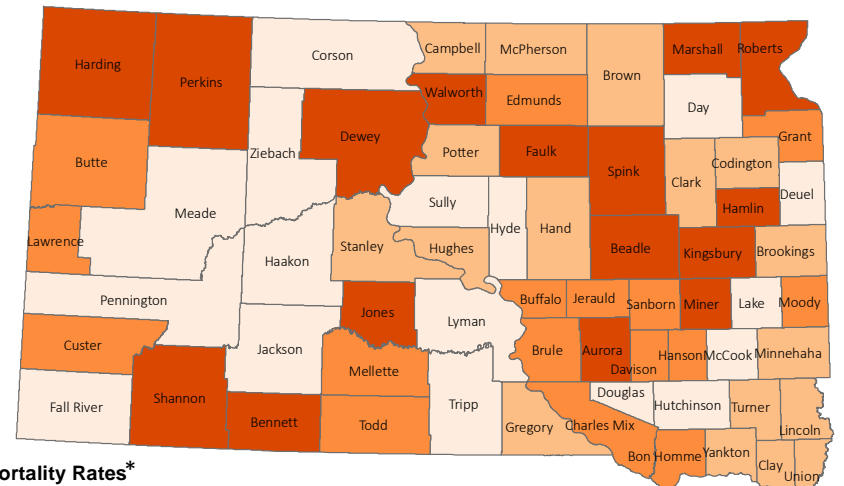 Harding
Perkins
Corson
Campbell
McPherson
Brown
Marshall
Roberts
Walworth
Edmunds
Day
Dewey
Butte
Ziebach
Potter
Faulk
Spink
Grant
Clark
Codington
Meade
Sully
Hyde
Hand
Hamlin
Deuel
Lawrence
Haakon
Stanley
Hughes
Beadle
Kingsbury
Brookings
Pennington
Jones
Lyman
Buffalo
Jerauld
Sanborn
Miner
Lake
Moody
Custer
Jackson
Mellette
Brule
Aurora
Davison
Hanson
McCook
Minnehaha
Fall River
Shannon
Bennett
Todd
Tripp
Gregory
Charles Mix
Douglas
Hutchinson
Turner
Lincoln
Bon Homme
Yankton
Clay
Union
ortality Rates*